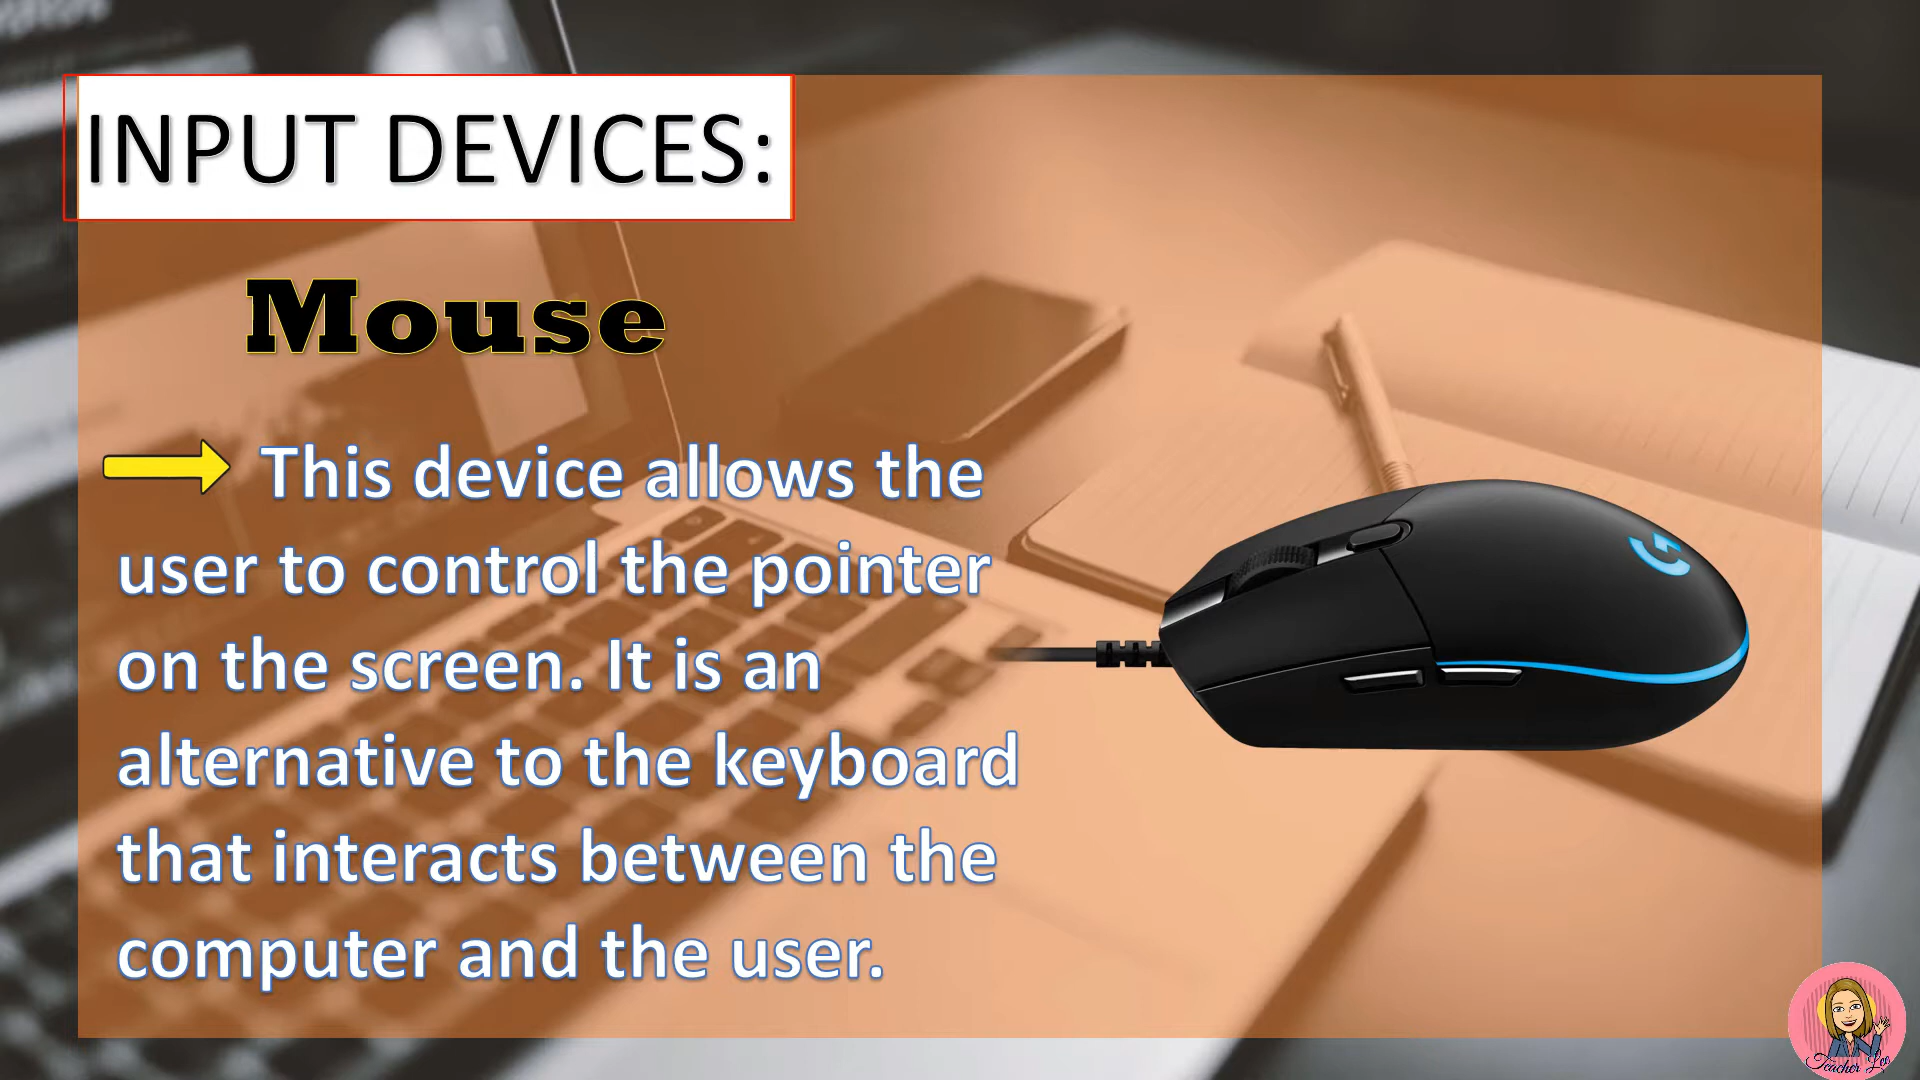 INPUT DEVICES:
Mouse
This device allows the
user to control the pointer
on the screen. It is an
alternative to the keyboard
that interacts between the
computer and the user.
Teacher Lee